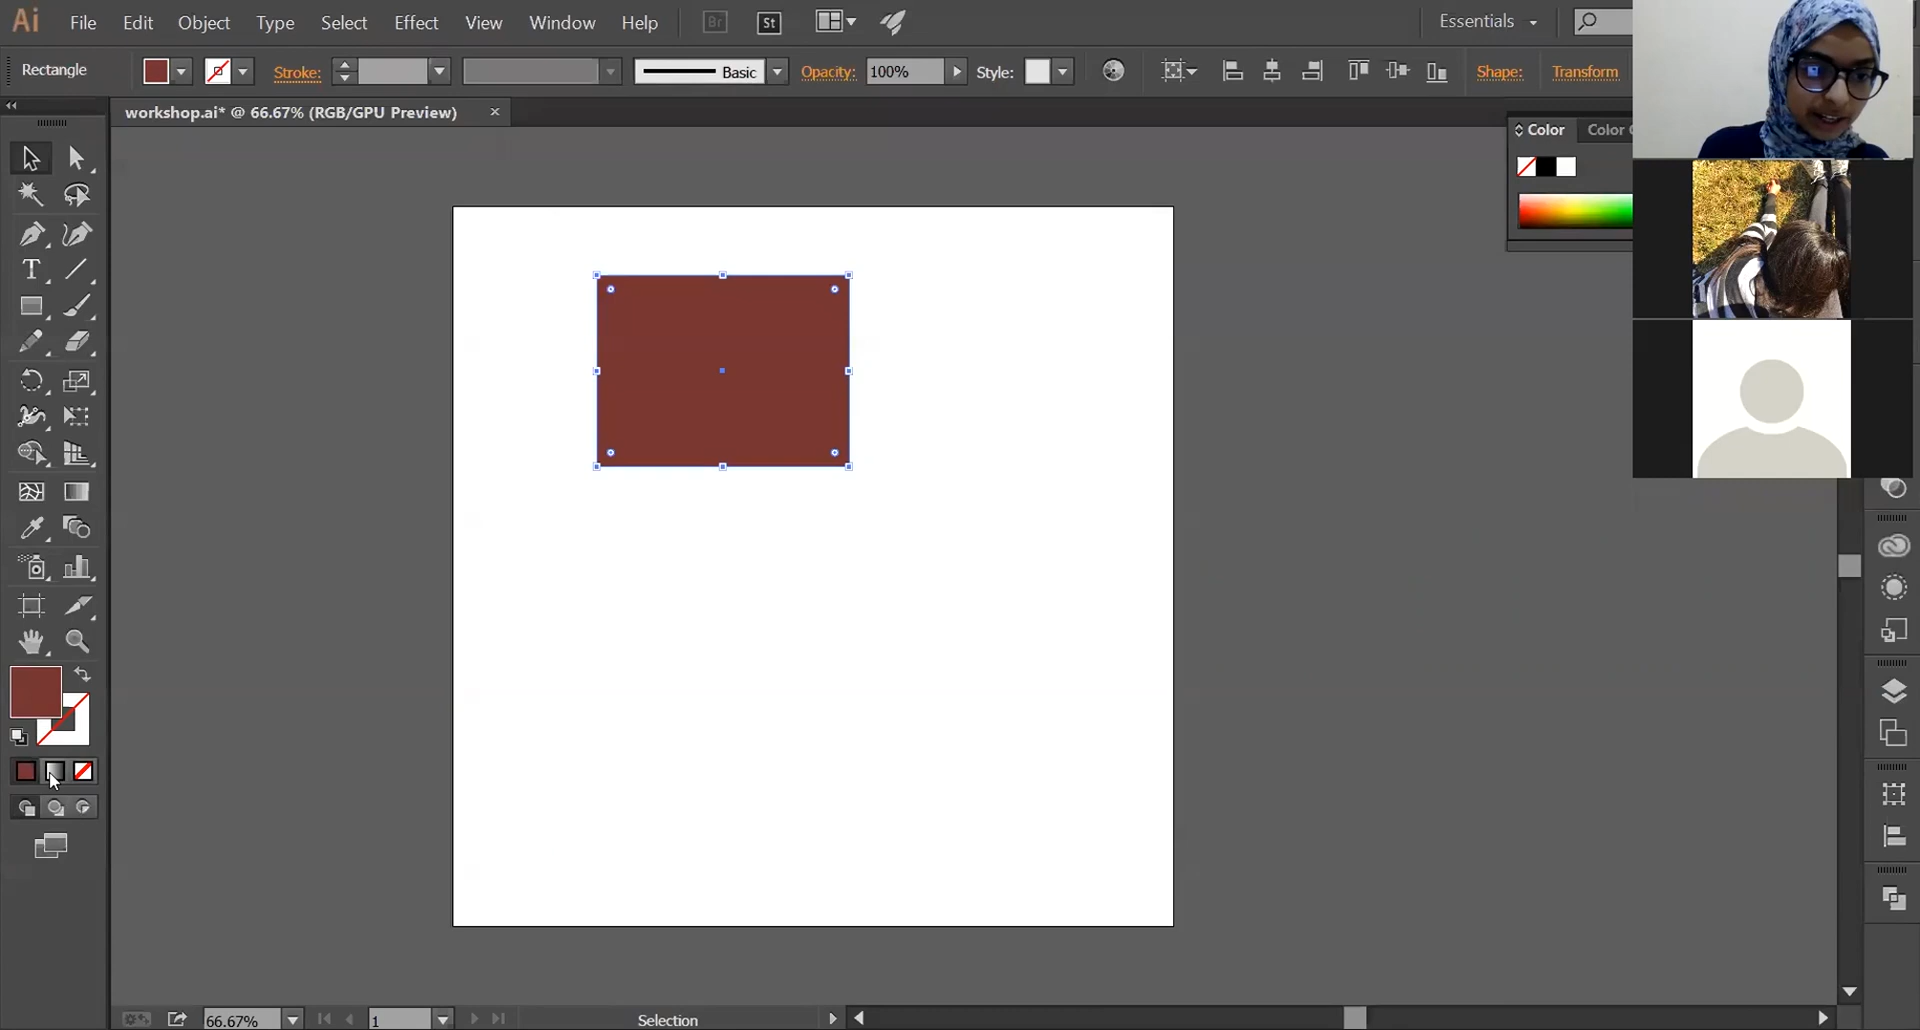 Ai File Edit Object Type Select Effect View Window Help Br St Essentials
Rectangle Stroke: Basic Opacity: 100% Style: Shape: Transform
workshop.ai* @ 66.67% (RGB/GPU Preview) ×
Color Color
T
66.67% 1 Selection